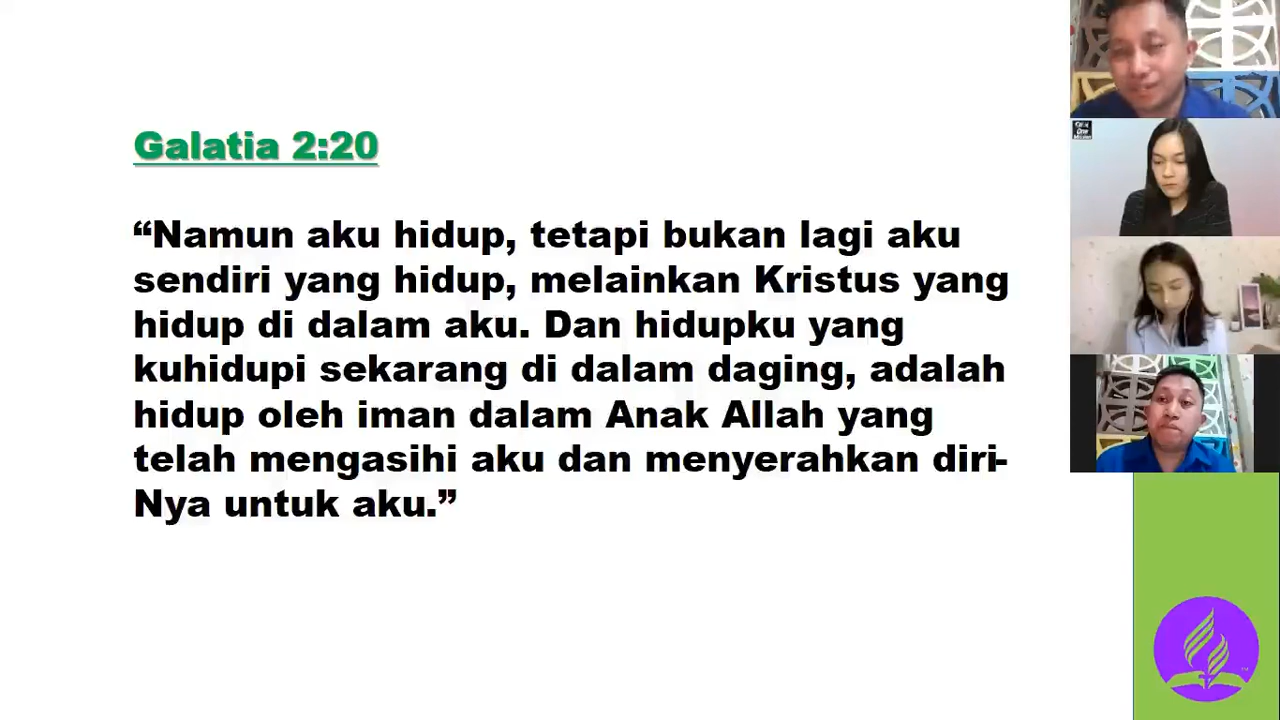 Galatia 2:20
“Namun aku hidup, tetapi bukan lagi aku
sendiri yang hidup, melainkan Kristus yang
hidup di dalam aku. Dan hidupku yang
kuhidupi sekarang di dalam daging, adalah
hidup oleh iman dalam Anak Allah yang
telah mengasihi aku dan menyerahkan diri-
Nya untuk aku.”